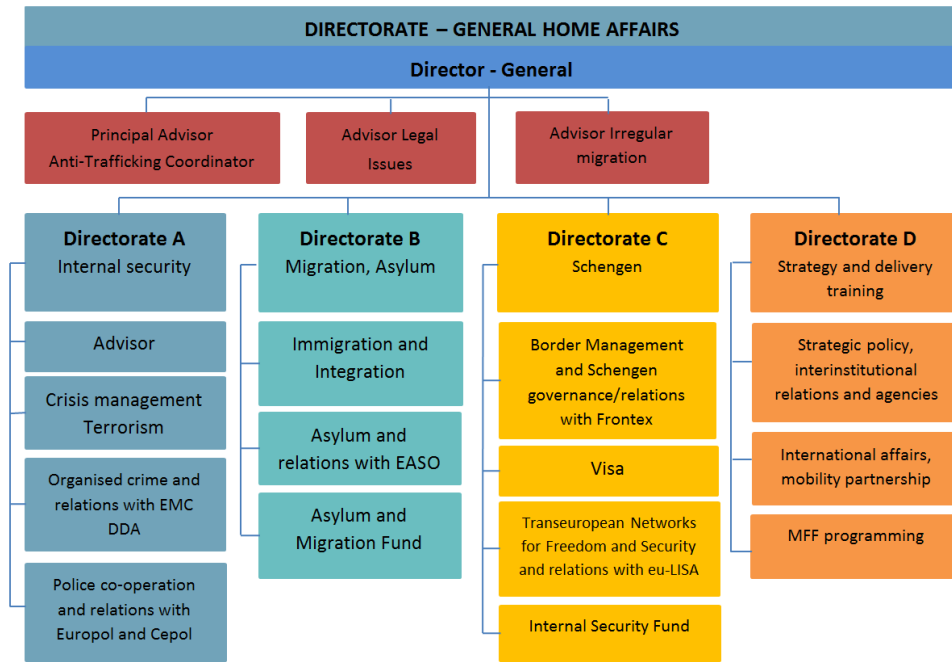 DIRECTORATE – GENERAL HOME AFFAIRS
Director - General
Principal Advisor
Anti-Trafficking Coordinator
Advisor Legal
Issues
Advisor Irregular
migration
Directorate A
Internal security
Advisor
Crisis management
Terrorism
Organised crime and
relations with EMC
DDA
Police co-operation
and relations with
Europol and Cepol
Directorate B
Migration, Asylum
Immigration and
Integration
Asylum and
relations with EASO
Asylum and
Migration Fund
Directorate C
Schengen
Border Management
and Schengen
governance/relations
with Frontex
Visa
Transeuropean Networks
for Freedom and Security
and relations with eu-LISA
Internal Security Fund
Directorate D
Strategy and delivery
training
Strategic policy,
interinstitutional
relations and agencies
International affairs,
mobility partnership
MFF programming